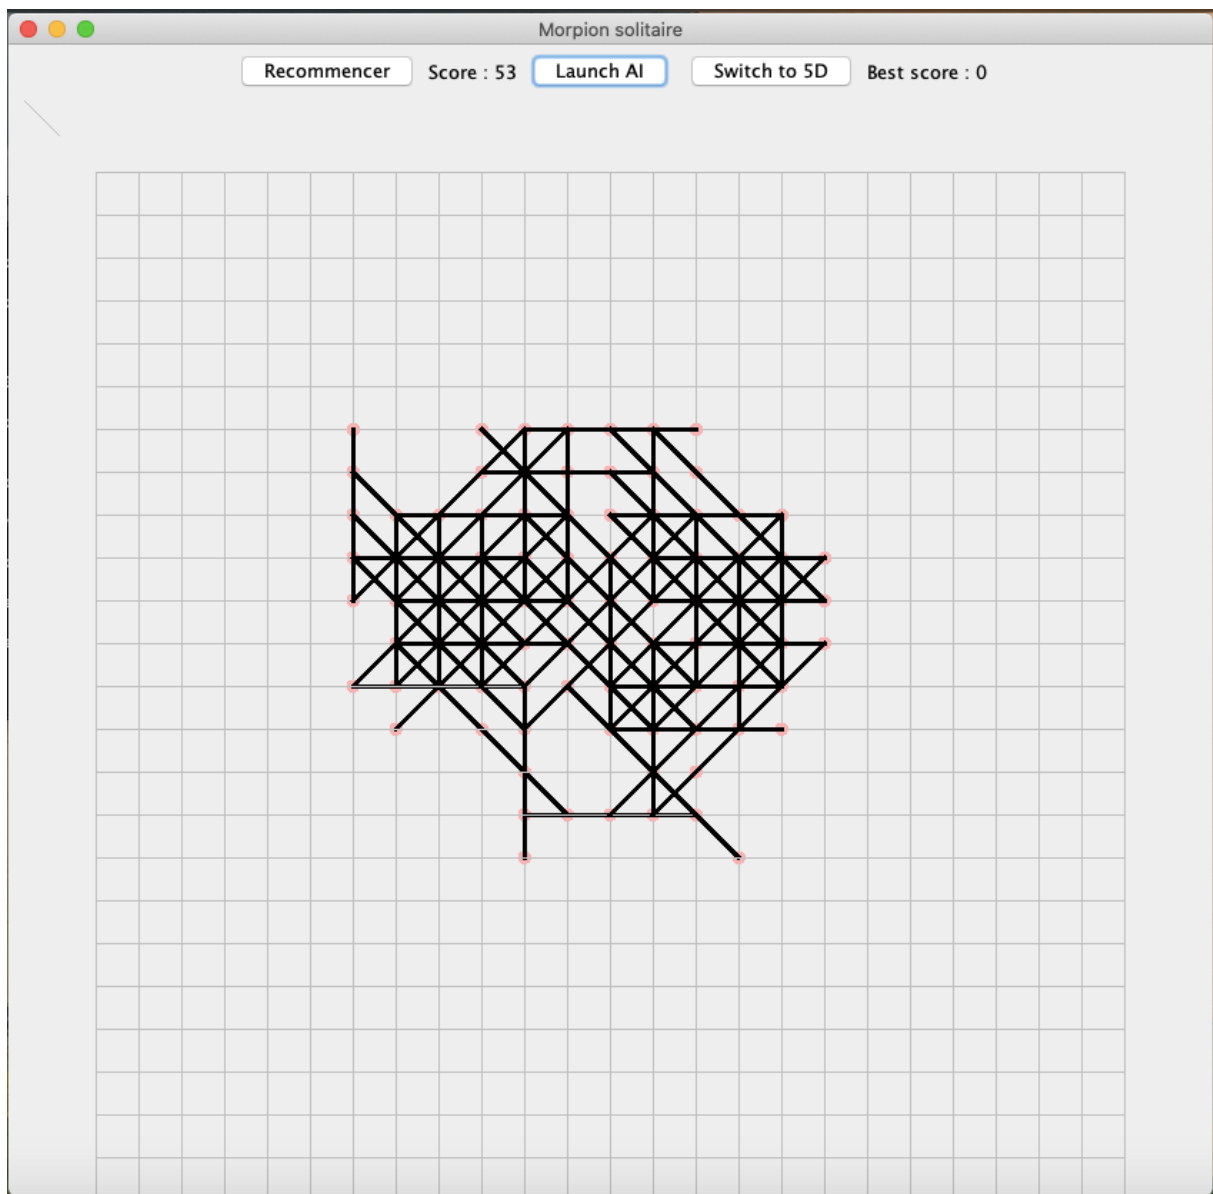 Morpion solitaire
Recommencer Score : 53 Launch AI Switch to 5D Best score : 0